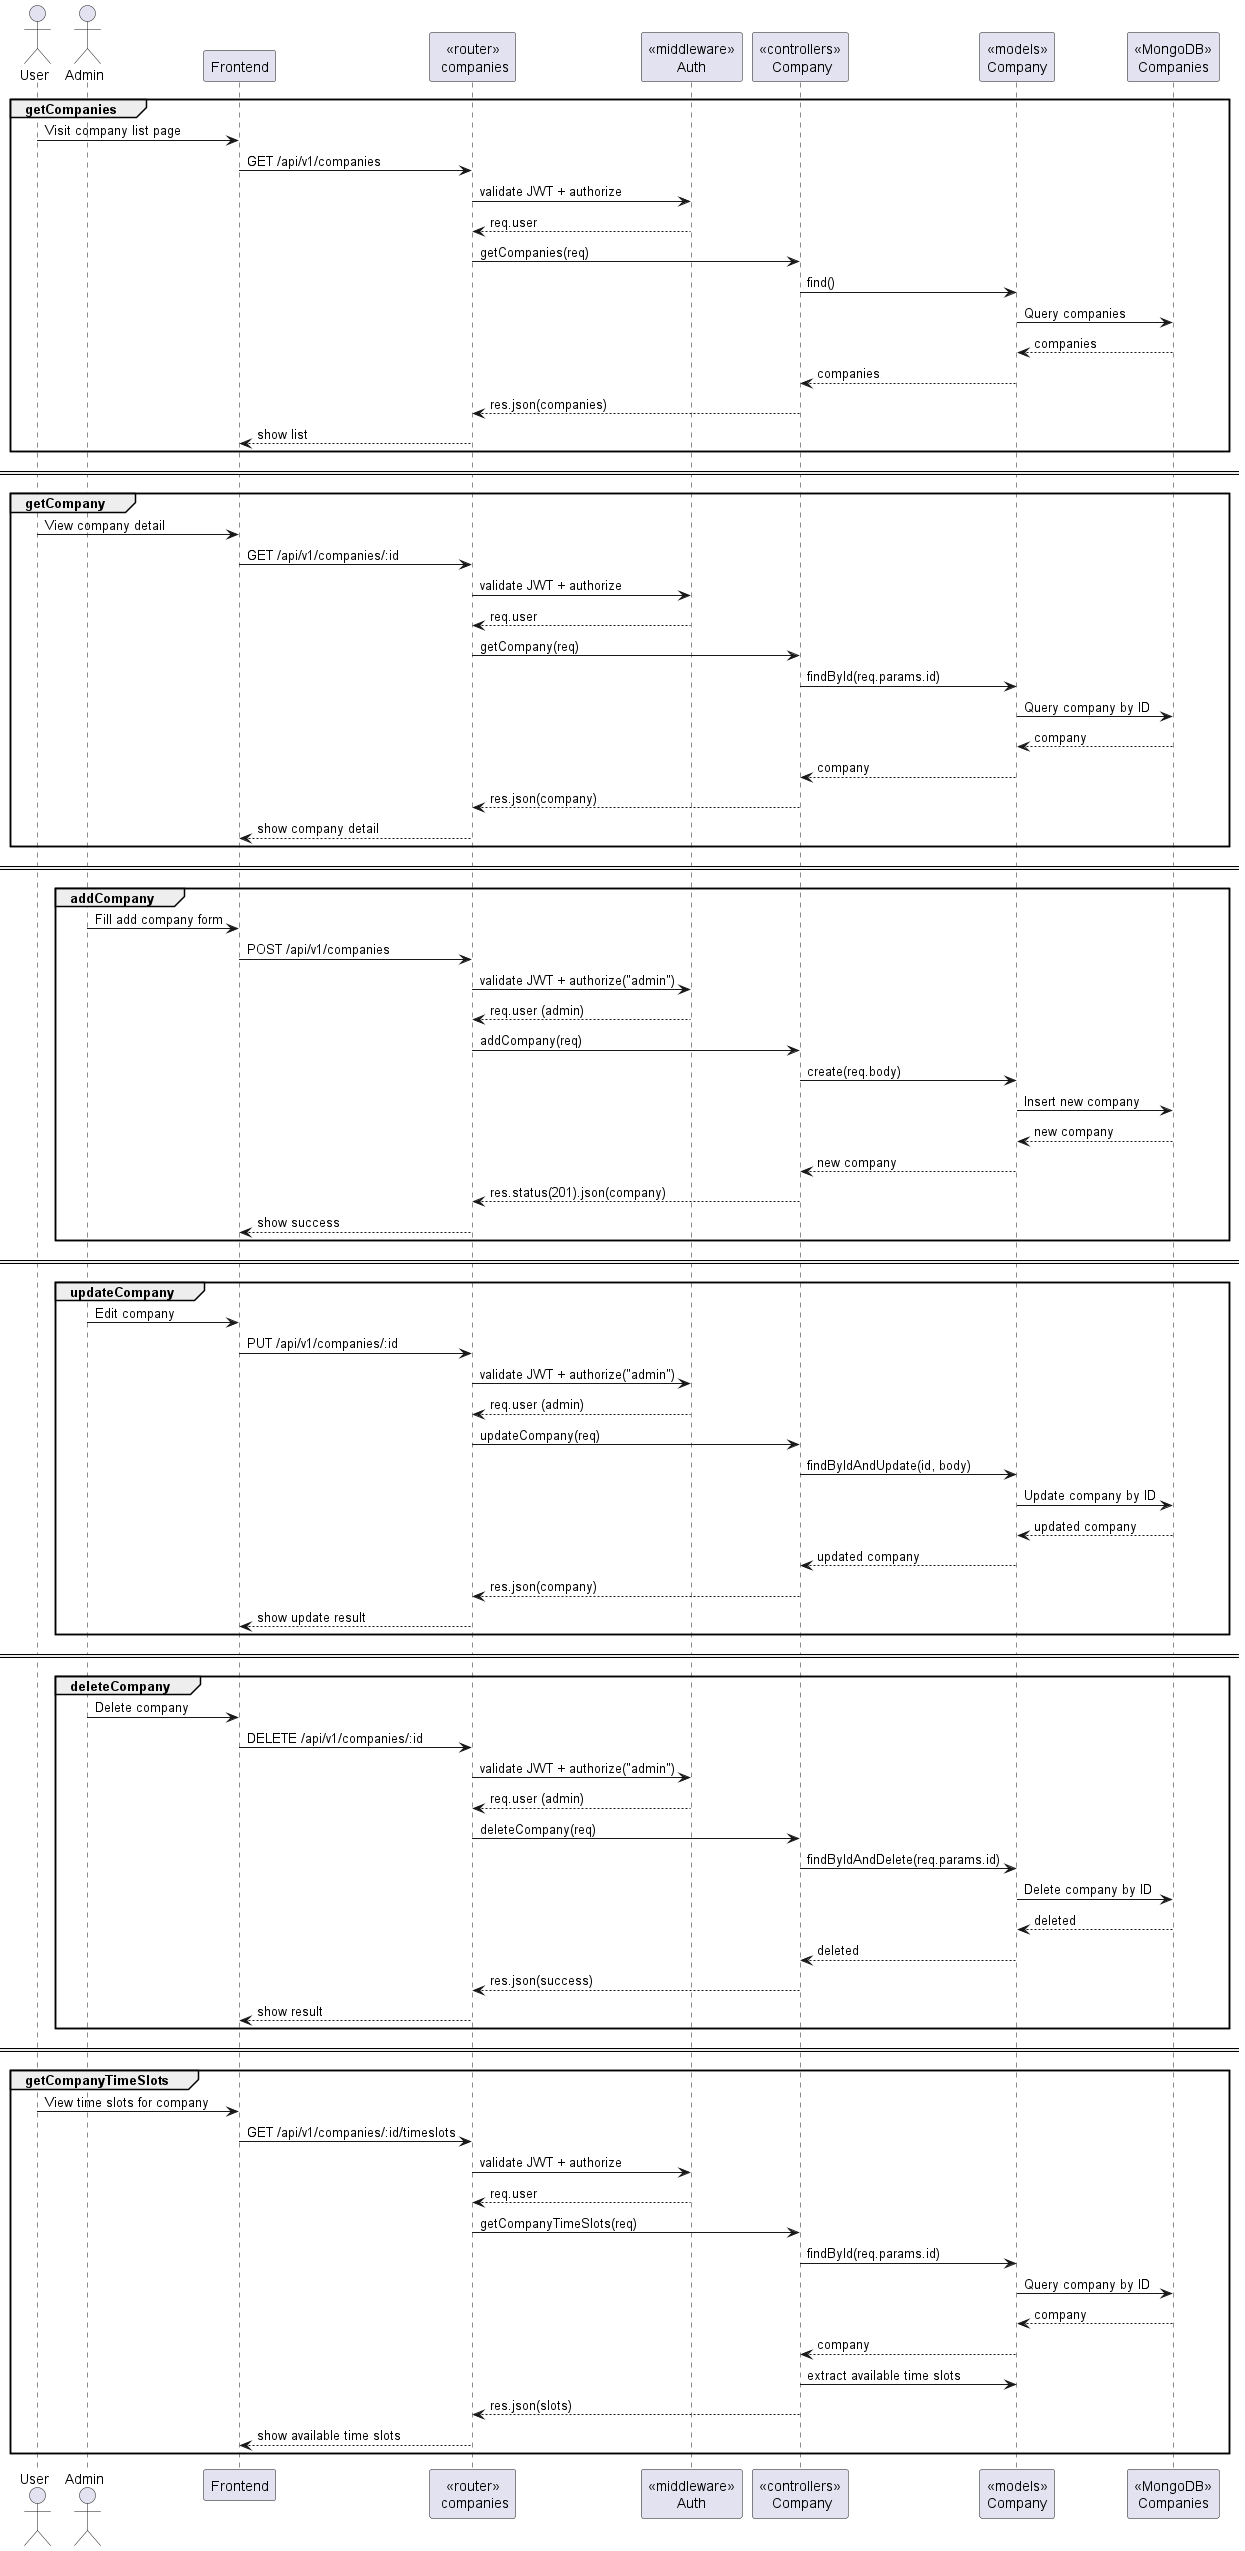 User
Admin
Frontend
«router»
companies
«middleware»
Auth
«controllers»
Company
«models»
Company
«MongoDB»
Companies
getCompanies
Visit company list page
GET /api/v1/companies
validate JWT + authorize
req.user
getCompanies(req)
find()
Query companies
companies
companies
res.json(companies)
show list
getCompany
View company detail
GET /api/v1/companies/:id
validate JWT + authorize
req.user
getCompany(req)
findById(req.params.id)
Query company by ID
company
company
res.json(company)
show company detail
addCompany
Fill add company form
POST /api/v1/companies
validate JWT + authorize("admin")
req.user (admin)
addCompany(req)
create(req.body)
Insert new company
new company
new company
res.status(201).json(company)
show success
updateCompany
Edit company
PUT /api/v1/companies/:id
validate JWT + authorize("admin")
req.user (admin)
updateCompany(req)
findByIdAndUpdate(id, body)
Update company by ID
updated company
updated company
res.json(company)
show update result
deleteCompany
Delete company
DELETE /api/v1/companies/:id
validate JWT + authorize("admin")
req.user (admin)
deleteCompany(req)
findByIdAndDelete(req.params.id)
Delete company by ID
deleted
deleted
res.json(success)
show result
getCompanyTimeSlots
View time slots for company
GET /api/v1/companies/:id/timeslots
validate JWT + authorize
req.user
getCompanyTimeSlots(req)
findById(req.params.id)
Query company by ID
company
company
extract available time slots
res.json(slots)
show available time slots
User
Admin
Frontend
«router»
companies
«middleware»
Auth
«controllers»
Company
«models»
Company
«MongoDB»
Companies